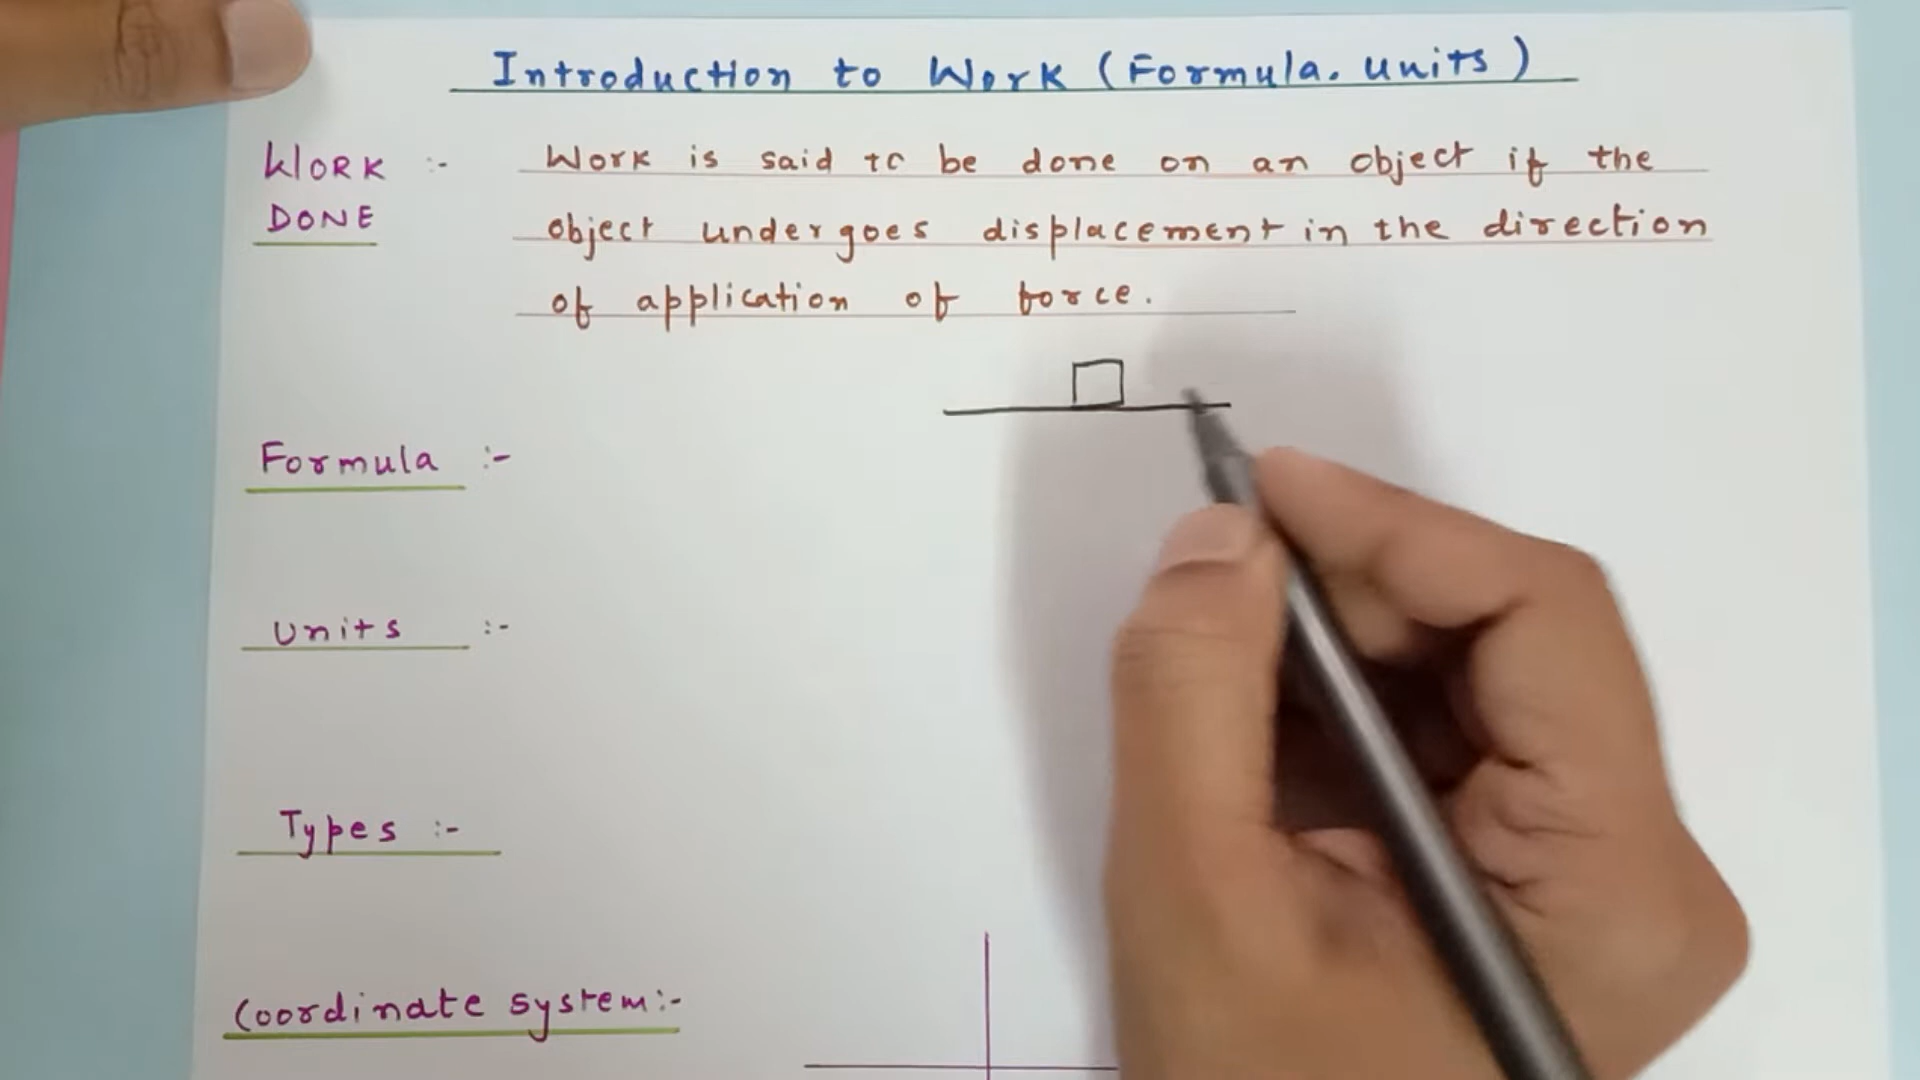 Introduction to Work (Formula. Units)
WORK :- Work is said to be done on an object if the
DONE object undergoes displacement in the direction
of application of force.
Formula :-
Units :-
Types :-
Coordinate system:-